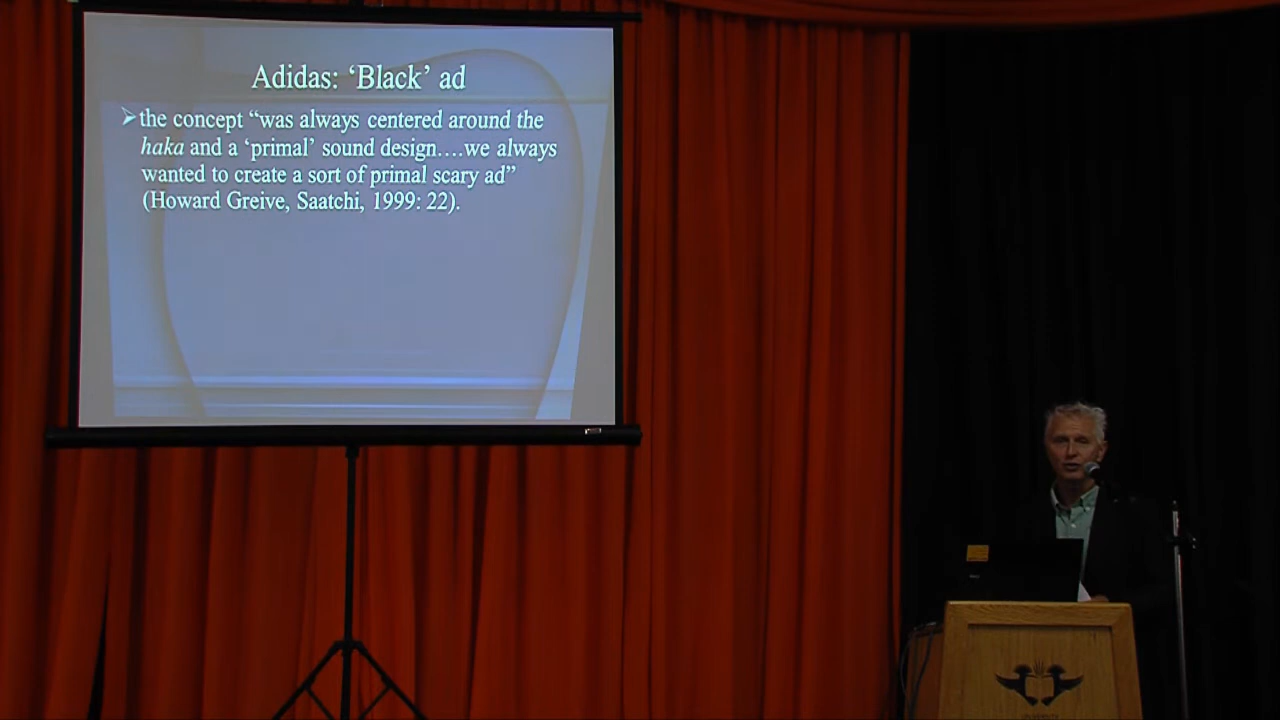 Adidas: ‘Black’ ad
➢the concept “was always centered around the
haka and a ‘primal’ sound design….we always
wanted to create a sort of primal scary ad”
(Howard Greive, Saatchi, 1999: 22).